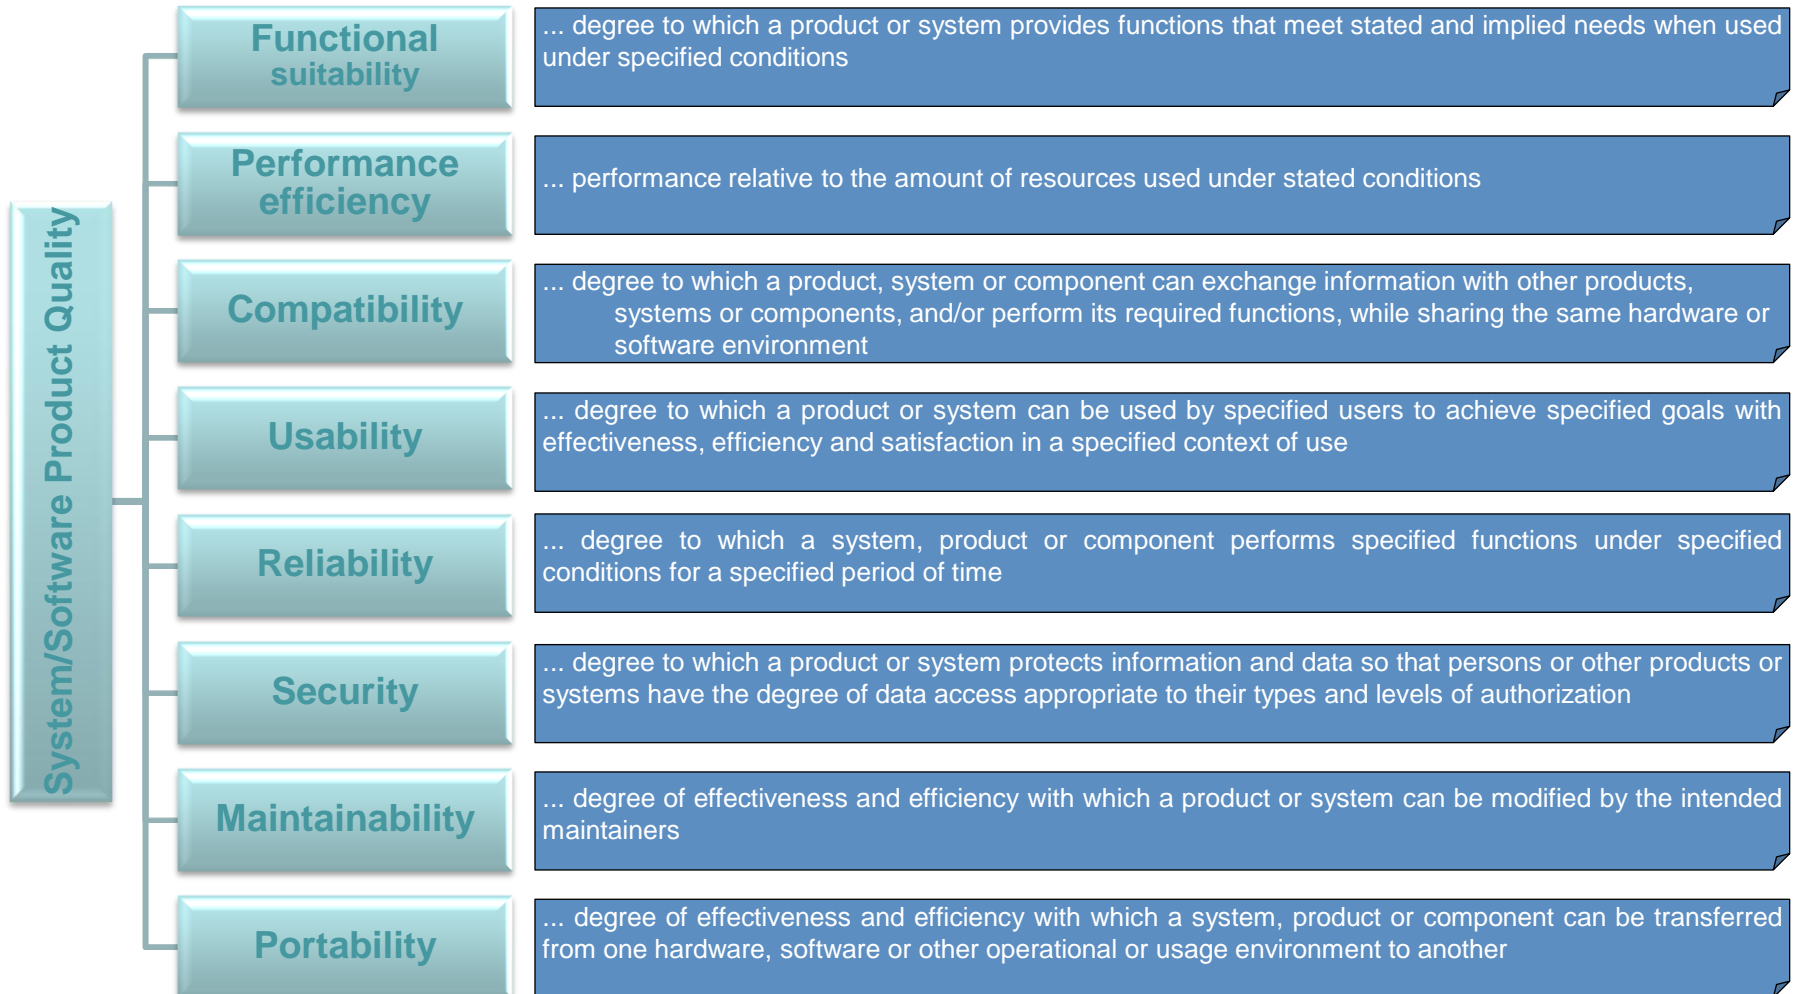 System/Software Product Quality
Functional
suitability
... degree to which a product or system provides functions that meet stated and implied needs when used
under specified conditions
Performance
efficiency
... performance relative to the amount of resources used under stated conditions
Compatibility
... degree to which a product, system or component can exchange information with other products,
systems or components, and/or perform its required functions, while sharing the same hardware or
software environment
Usability
... degree to which a product or system can be used by specified users to achieve specified goals with
effectiveness, efficiency and satisfaction in a specified context of use
Reliability
... degree to which a system, product or component performs specified functions under specified
conditions for a specified period of time
Security
... degree to which a product or system protects information and data so that persons or other products or
systems have the degree of data access appropriate to their types and levels of authorization
Maintainability
... degree of effectiveness and efficiency with which a product or system can be modified by the intended
maintainers
Portability
... degree of effectiveness and efficiency with which a system, product or component can be transferred
from one hardware, software or other operational or usage environment to another